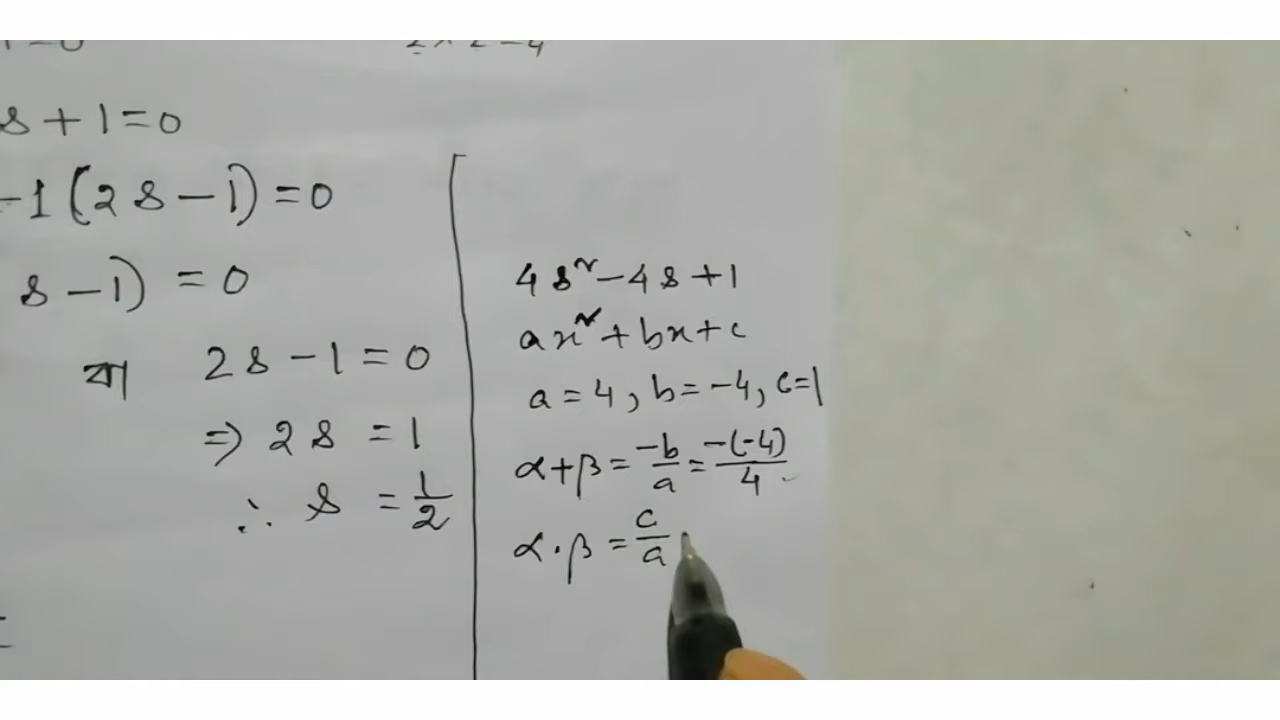 s + 1 = 0
-1 (2s - 1) = 0
s - 1) = 0
বা 2s - 1 = 0
⇒ 2s = 1
∴ s = 1/2
4s² - 4s + 1
ax² + bx + c
a = 4, b = -4, c = 1
α + β = -b/a = -(-4)/4
α · β = c/a